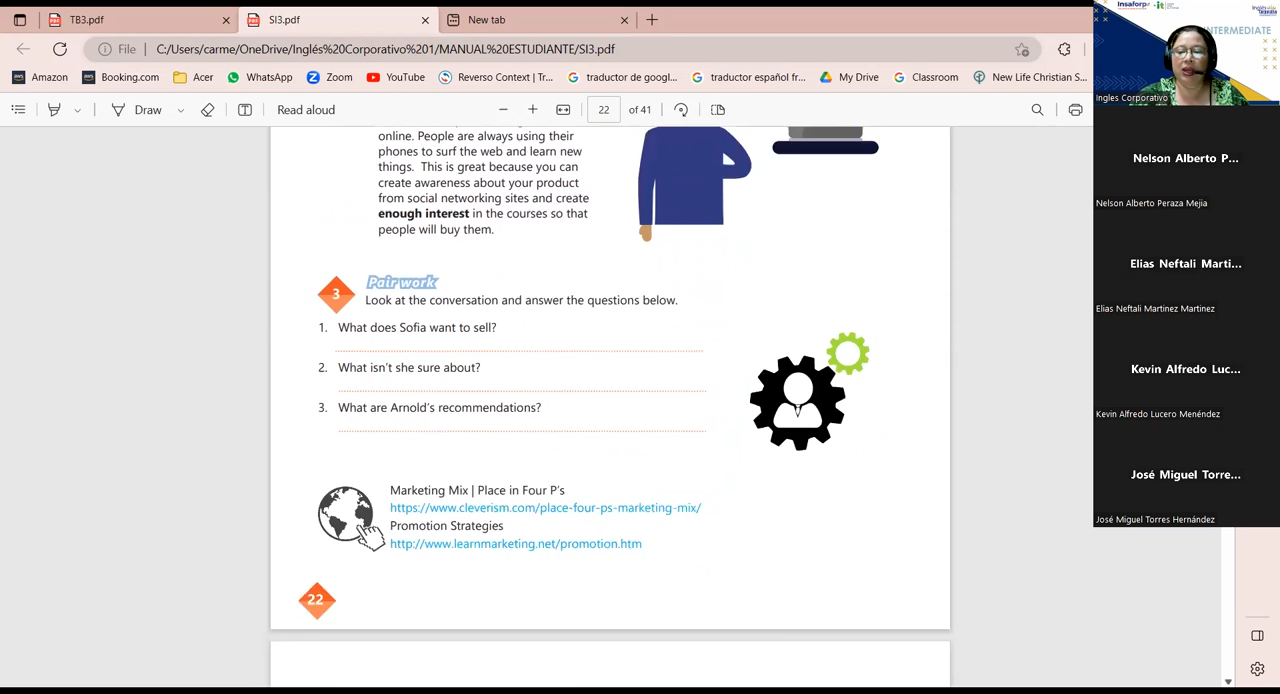 TB3.pdf
SI3.pdf
New tab
File
C:/Users/carme/OneDrive/Inglés%20Corporativo%201/MANUAL%20ESTUDIANTE/SI3.pdf
Amazon
Booking.com
Acer
WhatsApp
Zoom
YouTube
Reverso Context | Tr...
traductor de googl...
traductor español fr...
My Drive
Classroom
New Life Christian S...
Draw
Read aloud
22
of 41
online. People are always using their
phones to surf the web and learn new
things. This is great because you can
create awareness about your product
from social networking sites and create
enough interest in the courses so that
people will buy them.
3
Pair work
Look at the conversation and answer the questions below.
1. What does Sofia want to sell?
2. What isn't she sure about?
3. What are Arnold's recommendations?
Marketing Mix | Place in Four P's
https://www.cleverism.com/place-four-ps-marketing-mix/
Promotion Strategies
http://www.learnmarketing.net/promotion.htm
22
Insaforp
INTERMEDIATE
Ingles Corporativo
Nelson Alberto P...
Nelson Alberto Peraza Mejia
Elias Neftali Marti...
Elias Neftali Martinez Martinez
Kevin Alfredo Luc...
Kevin Alfredo Lucero Menéndez
José Miguel Torre...
José Miguel Torres Hernández